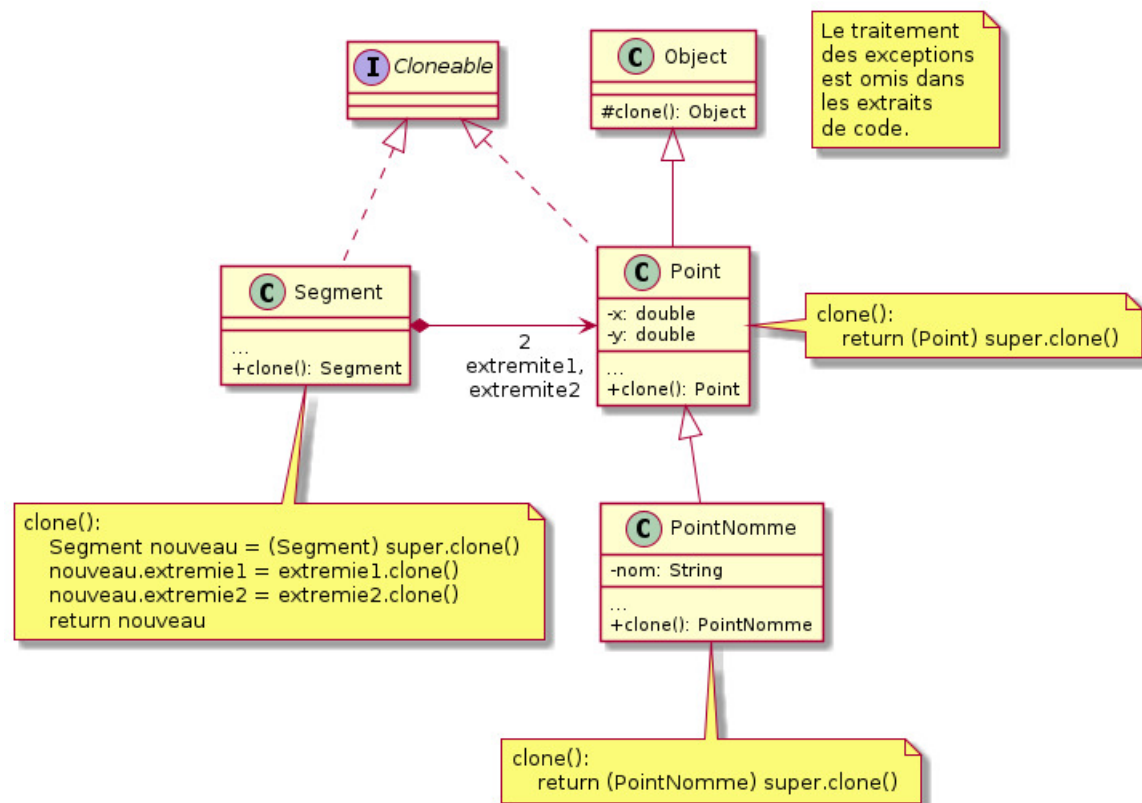 I Cloneable
C Object
#clone(): Object
Le traitement
des exceptions
est omis dans
les extraits
de code.
C Segment
...
+clone(): Segment
2
extremite1,
extremite2
C Point
-x: double
-y: double
...
+clone(): Point
clone():
return (Point) super.clone()
clone():
Segment nouveau = (Segment) super.clone()
nouveau.extremie1 = extremie1.clone()
nouveau.extremie2 = extremie2.clone()
return nouveau
C PointNomme
-nom: String
...
+clone(): PointNomme
clone():
return (PointNomme) super.clone()